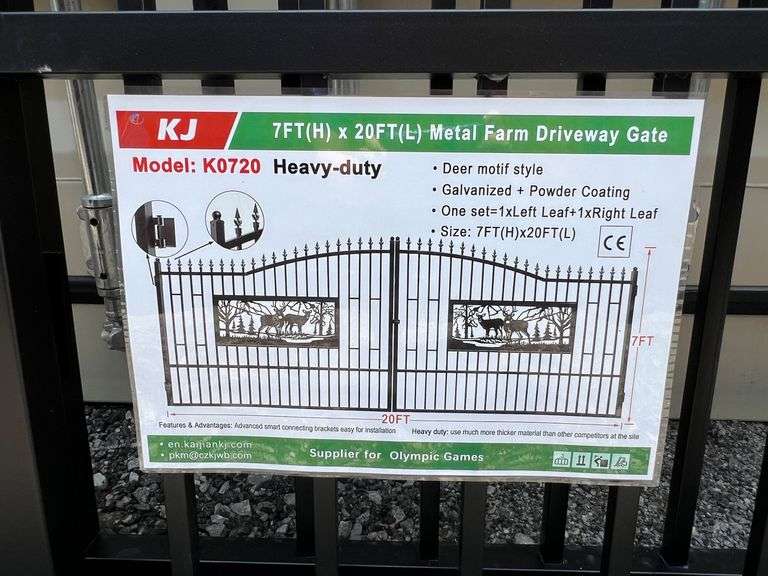 KJ
7FT(H) x 20FT(L) Metal Farm Driveway Gate
Model: K0720 Heavy-duty
• Deer motif style
• Galvanized + Powder Coating
• One set=1xLeft Leaf+1xRight Leaf
• Size: 7FT(H)x20FT(L)
CE
7FT
20FT
Features & Advantages: Advanced smart connecting brackets easy for installation
Heavy duty: use much more thicker material than other competitors at the site
• en.kaijiankj.com
• pkm@czkjwb.com
Supplier for Olympic Games